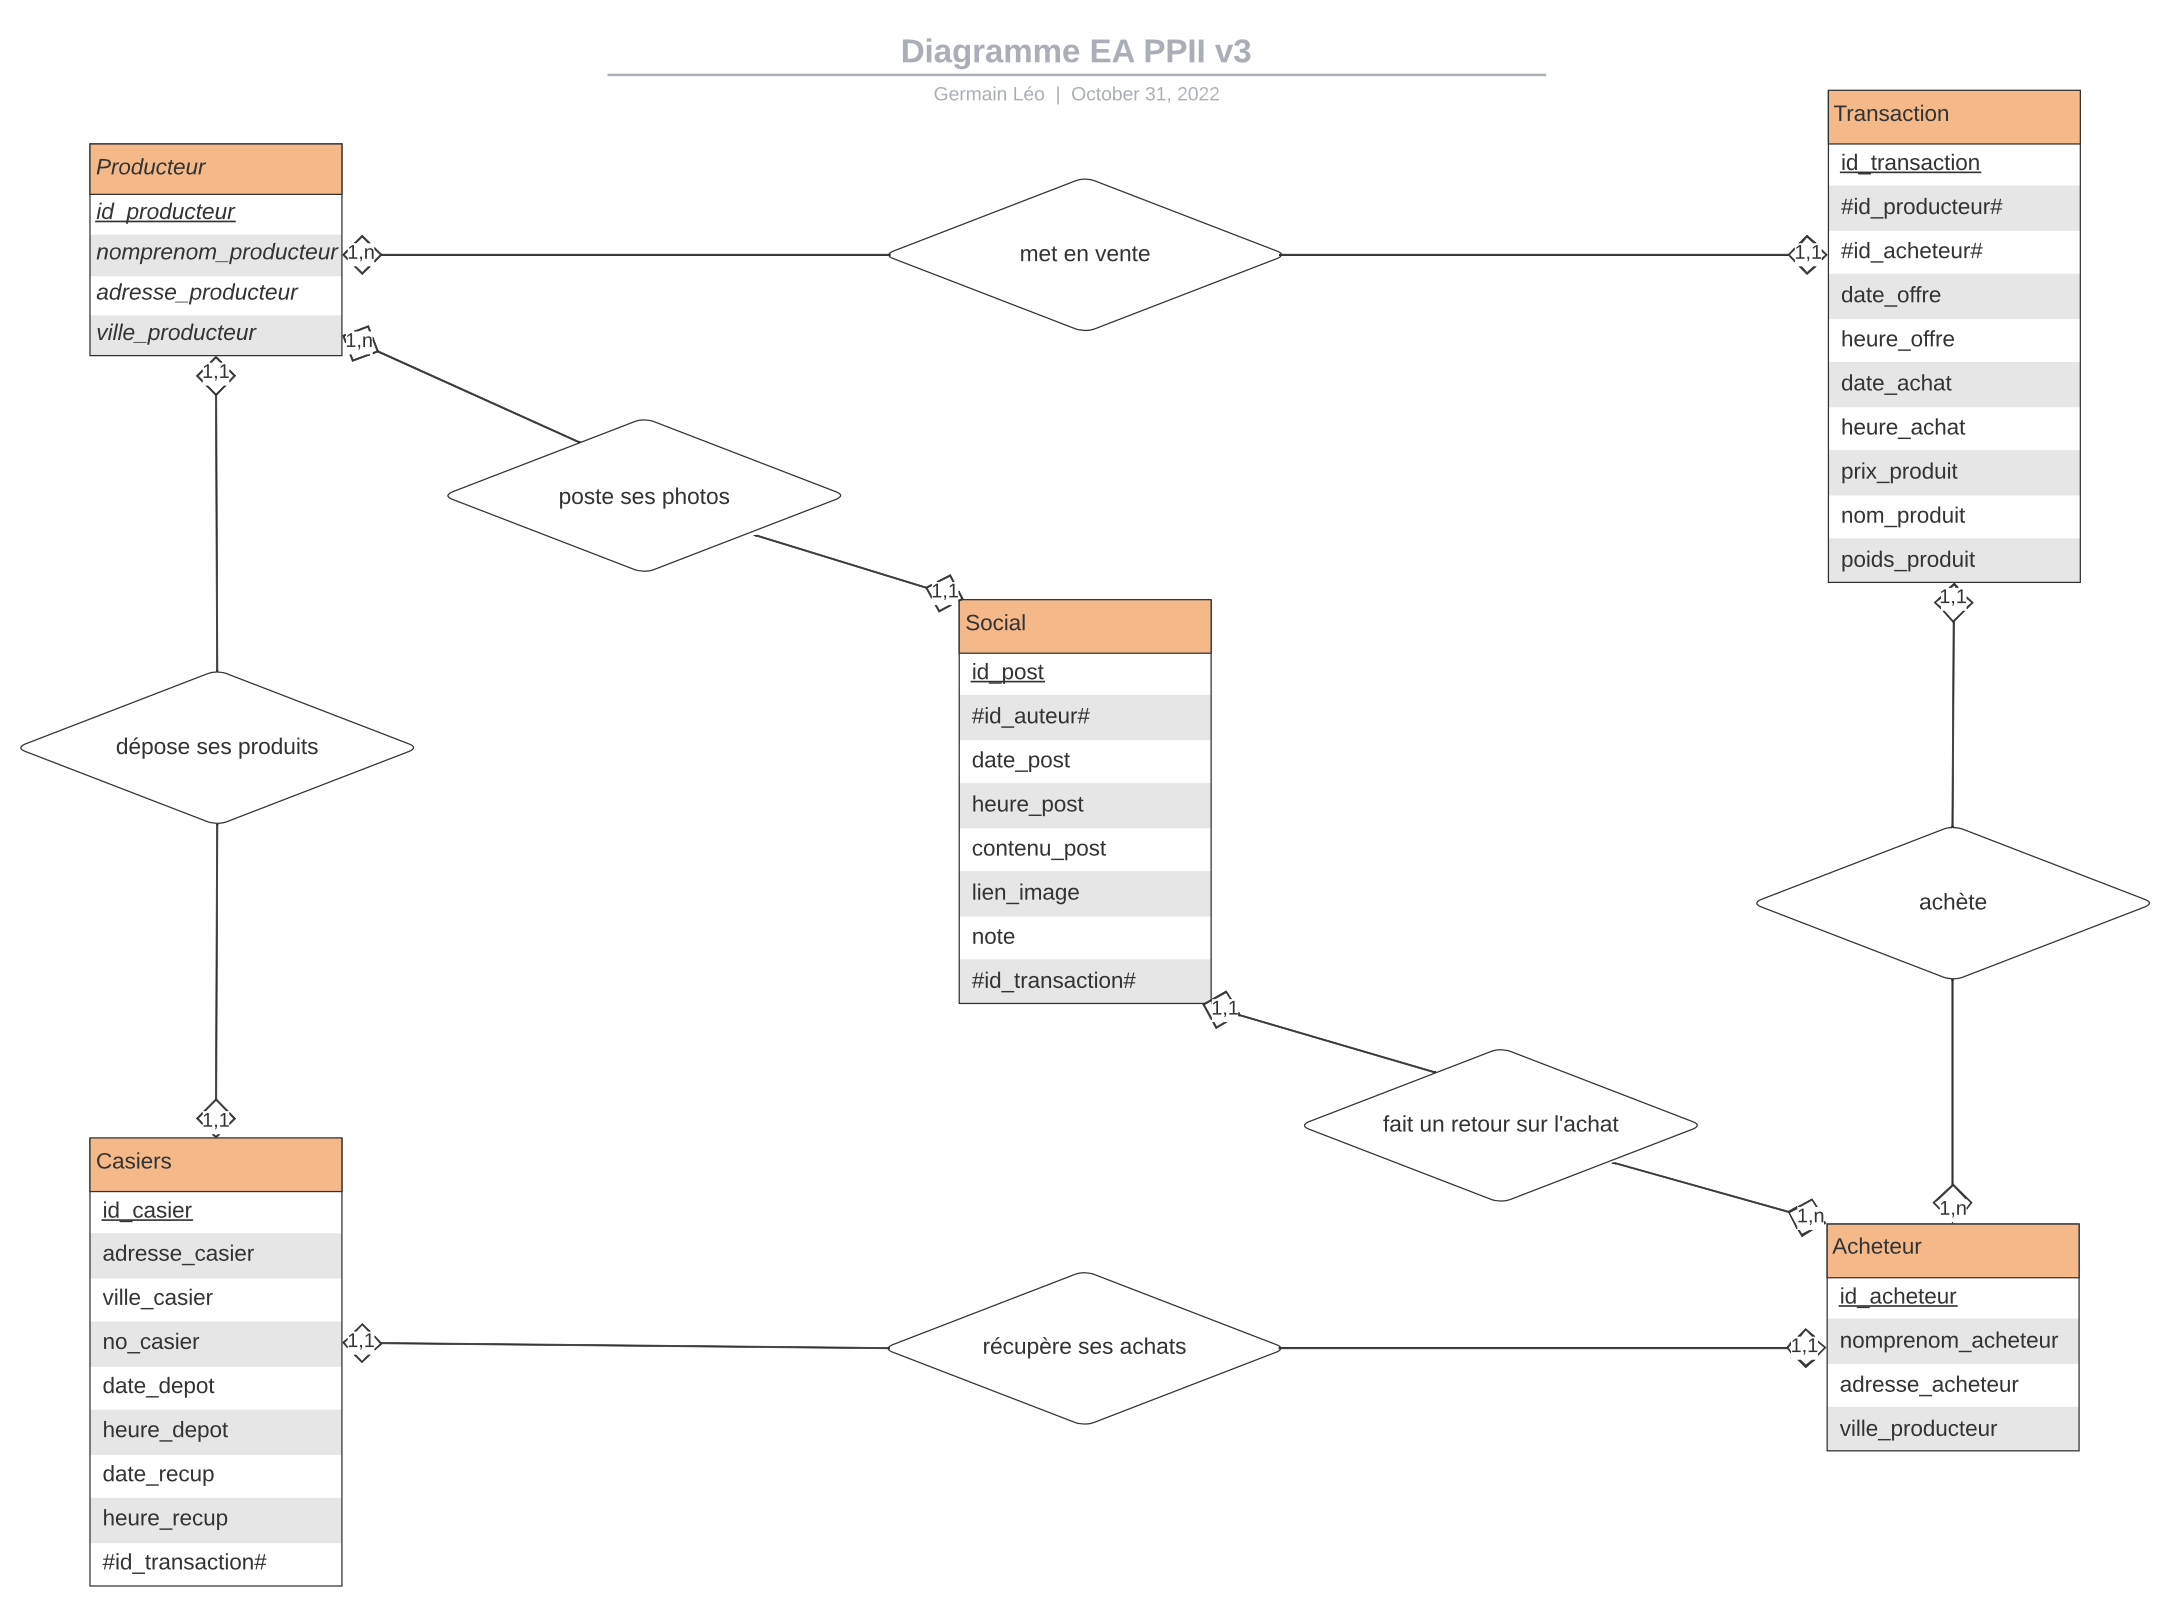 Diagramme EA PPII v3
Germain Léo | October 31, 2022
Producteur
id_producteur
nomprenom_producteur
adresse_producteur
ville_producteur
1,n
met en vente
1,1
Transaction
id_transaction
#id_producteur#
#id_acheteur#
date_offre
heure_offre
date_achat
heure_achat
prix_produit
nom_produit
poids_produit
1,n
poste ses photos
1,1
Social
id_post
#id_auteur#
date_post
heure_post
contenu_post
lien_image
note
#id_transaction#
1,1
dépose ses produits
1,1
1,1
achète
1,n
1,1
fait un retour sur l'achat
1,n
Casiers
id_casier
adresse_casier
ville_casier
no_casier
date_depot
heure_depot
date_recup
heure_recup
#id_transaction#
1,1
récupère ses achats
1,1
Acheteur
id_acheteur
nomprenom_acheteur
adresse_acheteur
ville_producteur